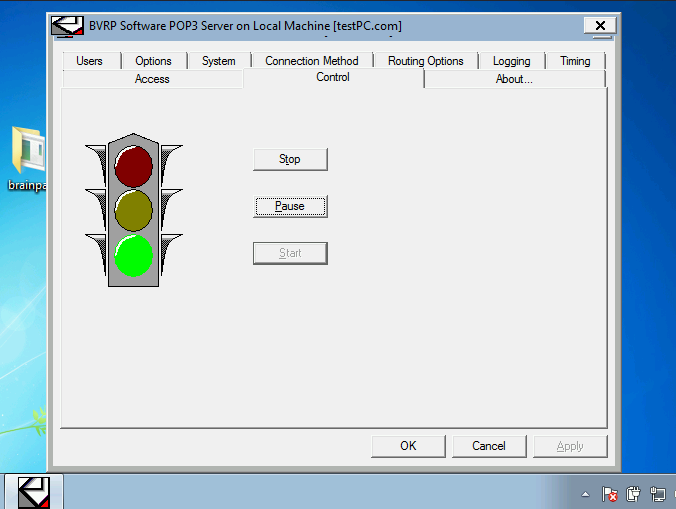 BVRP Software POP3 Server on Local Machine [testPC.com]
Users Options System Connection Method Routing Options Logging Timing
Access Control About...
Stop
Pause
Start
OK Cancel Apply